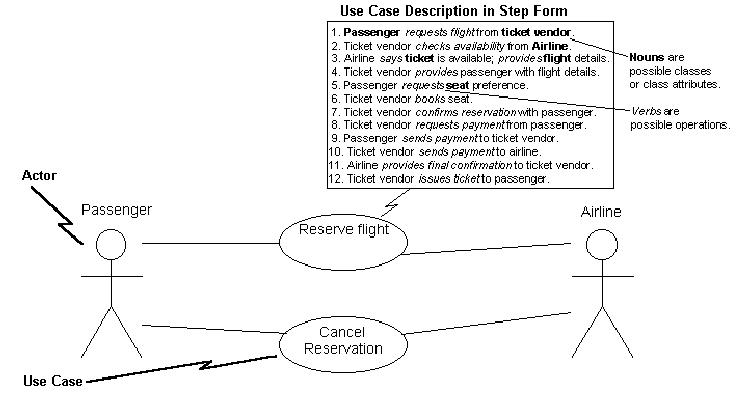 Use Case Description in Step Form
1. Passenger requests flight from ticket vendor.
2. Ticket vendor checks availability from Airline.
3. Airline says ticket is available; provides flight details.
4. Ticket vendor provides passenger with flight details.
5. Passenger requests seat preference.
6. Ticket vendor books seat.
7. Ticket vendor confirms reservation with passenger.
8. Ticket vendor requests payment from passenger.
9. Passenger sends payment to ticket vendor.
10. Ticket vendor sends payment to airline.
11. Airline provides final confirmation to ticket vendor.
12. Ticket vendor issues ticket to passenger.
Nouns are
possible classes
or class attributes.
Verbs are
possible operations.
Actor
Passenger
Airline
Reserve flight
Cancel
Reservation
Use Case